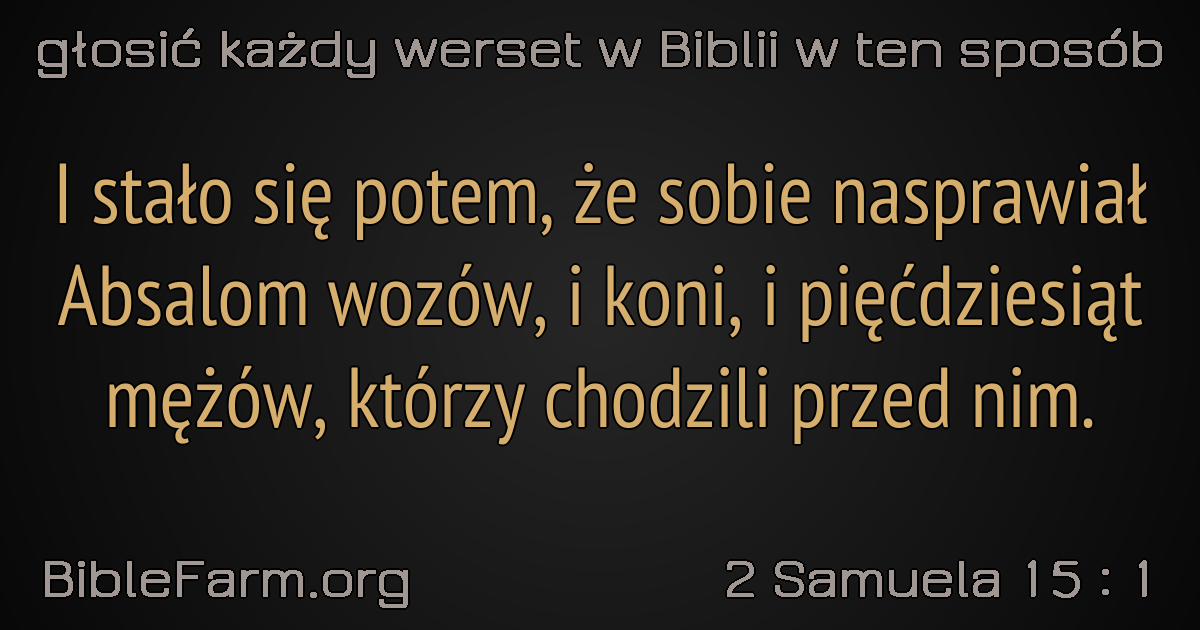 głosić każdy werset w Biblii w ten sposób
I stało się potem, że sobie nasprawiał
Absalom wozów, i koni, i pięćdziesiąt
mężów, którzy chodzili przed nim.
BibleFarm.org
2 Samuela 15 : 1